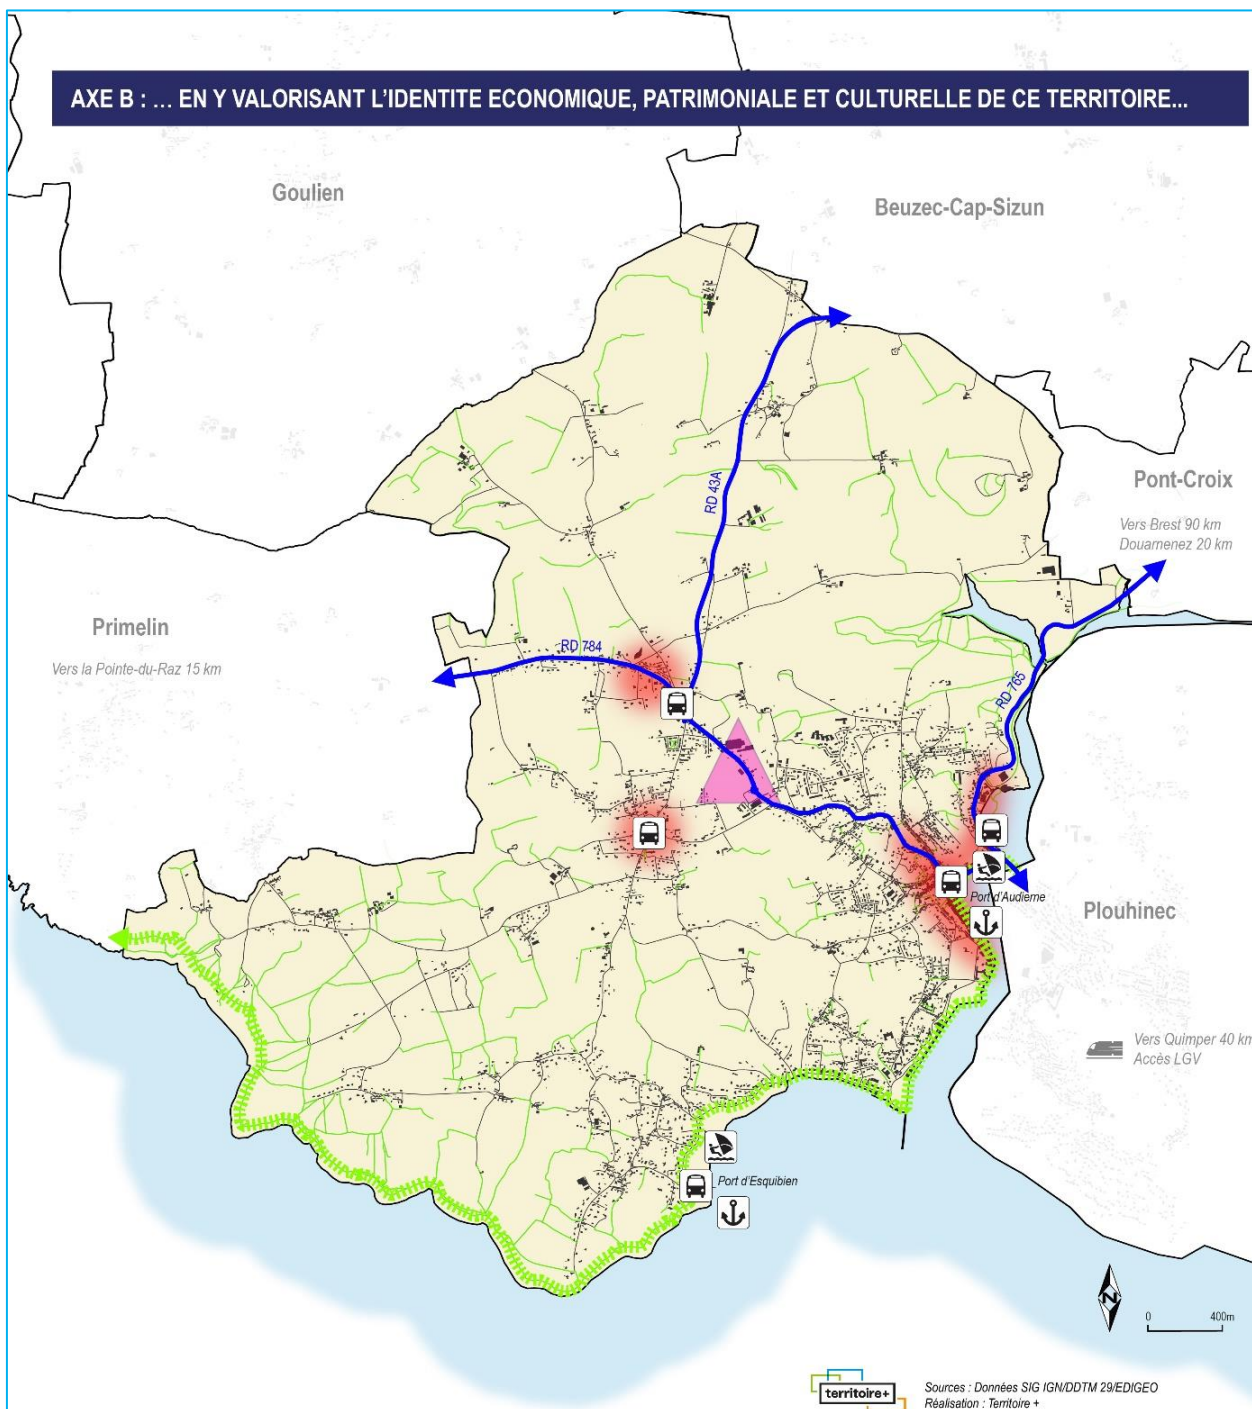 AXE B : ... EN Y VALORISANT L'IDENTITE ECONOMIQUE, PATRIMONIALE ET CULTURELLE DE CE TERRITOIRE...
Goulien
Beuzec-Cap-Sizun
RD 43A
Pont-Croix
Vers Brest 90 km
Douarnenez 20 km
Primelin
Vers la Pointe-du-Raz 15 km
RD 784
RD 765
Port d'Audierne
Plouhinec
Vers Quimper 40 km
Accès LGV
Port d'Esquibien
N
0 400m
territoire+
Sources : Données SIG IGN/DDTM 29/EDIGEO
Réalisation : Territoire +